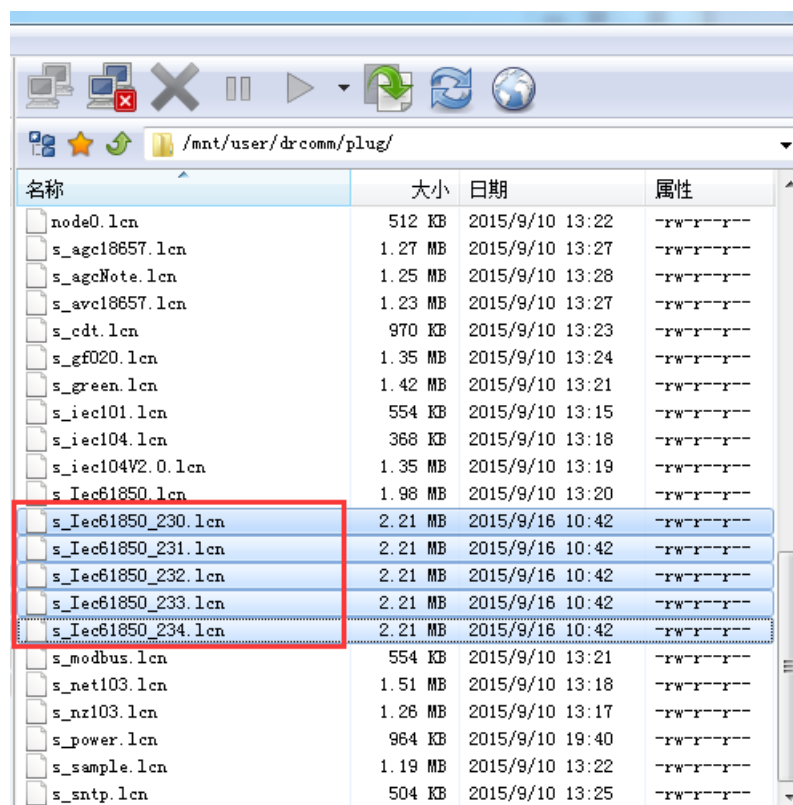 /mnt/user/drcomm/plug/
名称 大小 日期 属性
node0.lcn 512 KB 2015/9/10 13:22 -rw-r--r--
s_agc18657.lcn 1.27 MB 2015/9/10 13:27 -rw-r--r--
s_agcNote.lcn 1.25 MB 2015/9/10 13:28 -rw-r--r--
s_avc18657.lcn 1.23 MB 2015/9/10 13:27 -rw-r--r--
s_cdt.lcn 970 KB 2015/9/10 13:23 -rw-r--r--
s_gf020.lcn 1.35 MB 2015/9/10 13:24 -rw-r--r--
s_green.lcn 1.42 MB 2015/9/10 13:21 -rw-r--r--
s_iec101.lcn 554 KB 2015/9/10 13:15 -rw-r--r--
s_iec104.lcn 368 KB 2015/9/10 13:18 -rw-r--r--
s_iec104V2.0.lcn 1.35 MB 2015/9/10 13:19 -rw-r--r--
s_Iec61850.lcn 1.98 MB 2015/9/10 13:20 -rw-r--r--
s_Iec61850_230.lcn 2.21 MB 2015/9/16 10:42 -rw-r--r--
s_Iec61850_231.lcn 2.21 MB 2015/9/16 10:42 -rw-r--r--
s_Iec61850_232.lcn 2.21 MB 2015/9/16 10:42 -rw-r--r--
s_Iec61850_233.lcn 2.21 MB 2015/9/16 10:42 -rw-r--r--
s_Iec61850_234.lcn 2.21 MB 2015/9/16 10:42 -rw-r--r--
s_modbus.lcn 554 KB 2015/9/10 13:21 -rw-r--r--
s_net103.lcn 1.51 MB 2015/9/10 13:18 -rw-r--r--
s_nz103.lcn 1.26 MB 2015/9/10 13:17 -rw-r--r--
s_power.lcn 964 KB 2015/9/10 19:40 -rw-r--r--
s_sample.lcn 1.19 MB 2015/9/10 13:22 -rw-r--r--
s_sntp.lcn 504 KB 2015/9/10 13:25 -rw-r--r--